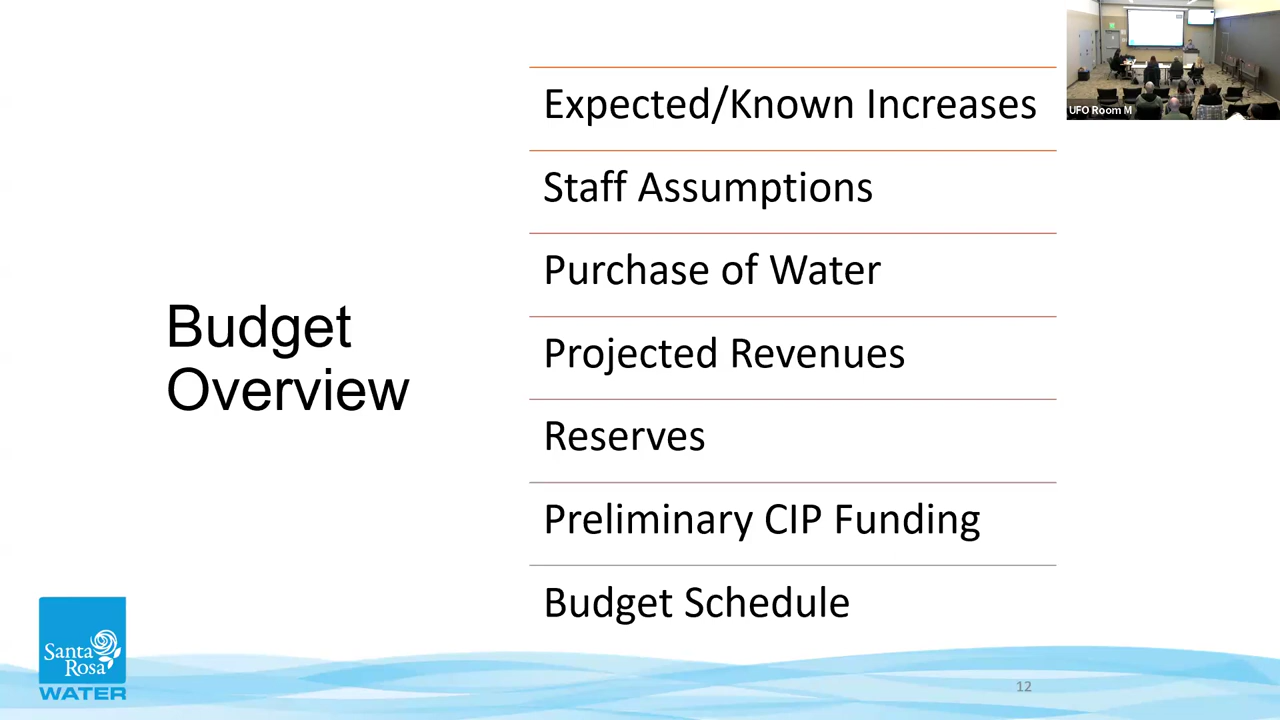 Budget
Overview
Expected/Known Increases
Staff Assumptions
Purchase of Water
Projected Revenues
Reserves
Preliminary CIP Funding
Budget Schedule
UFO Room M
Santa
Rosa
WATER
12